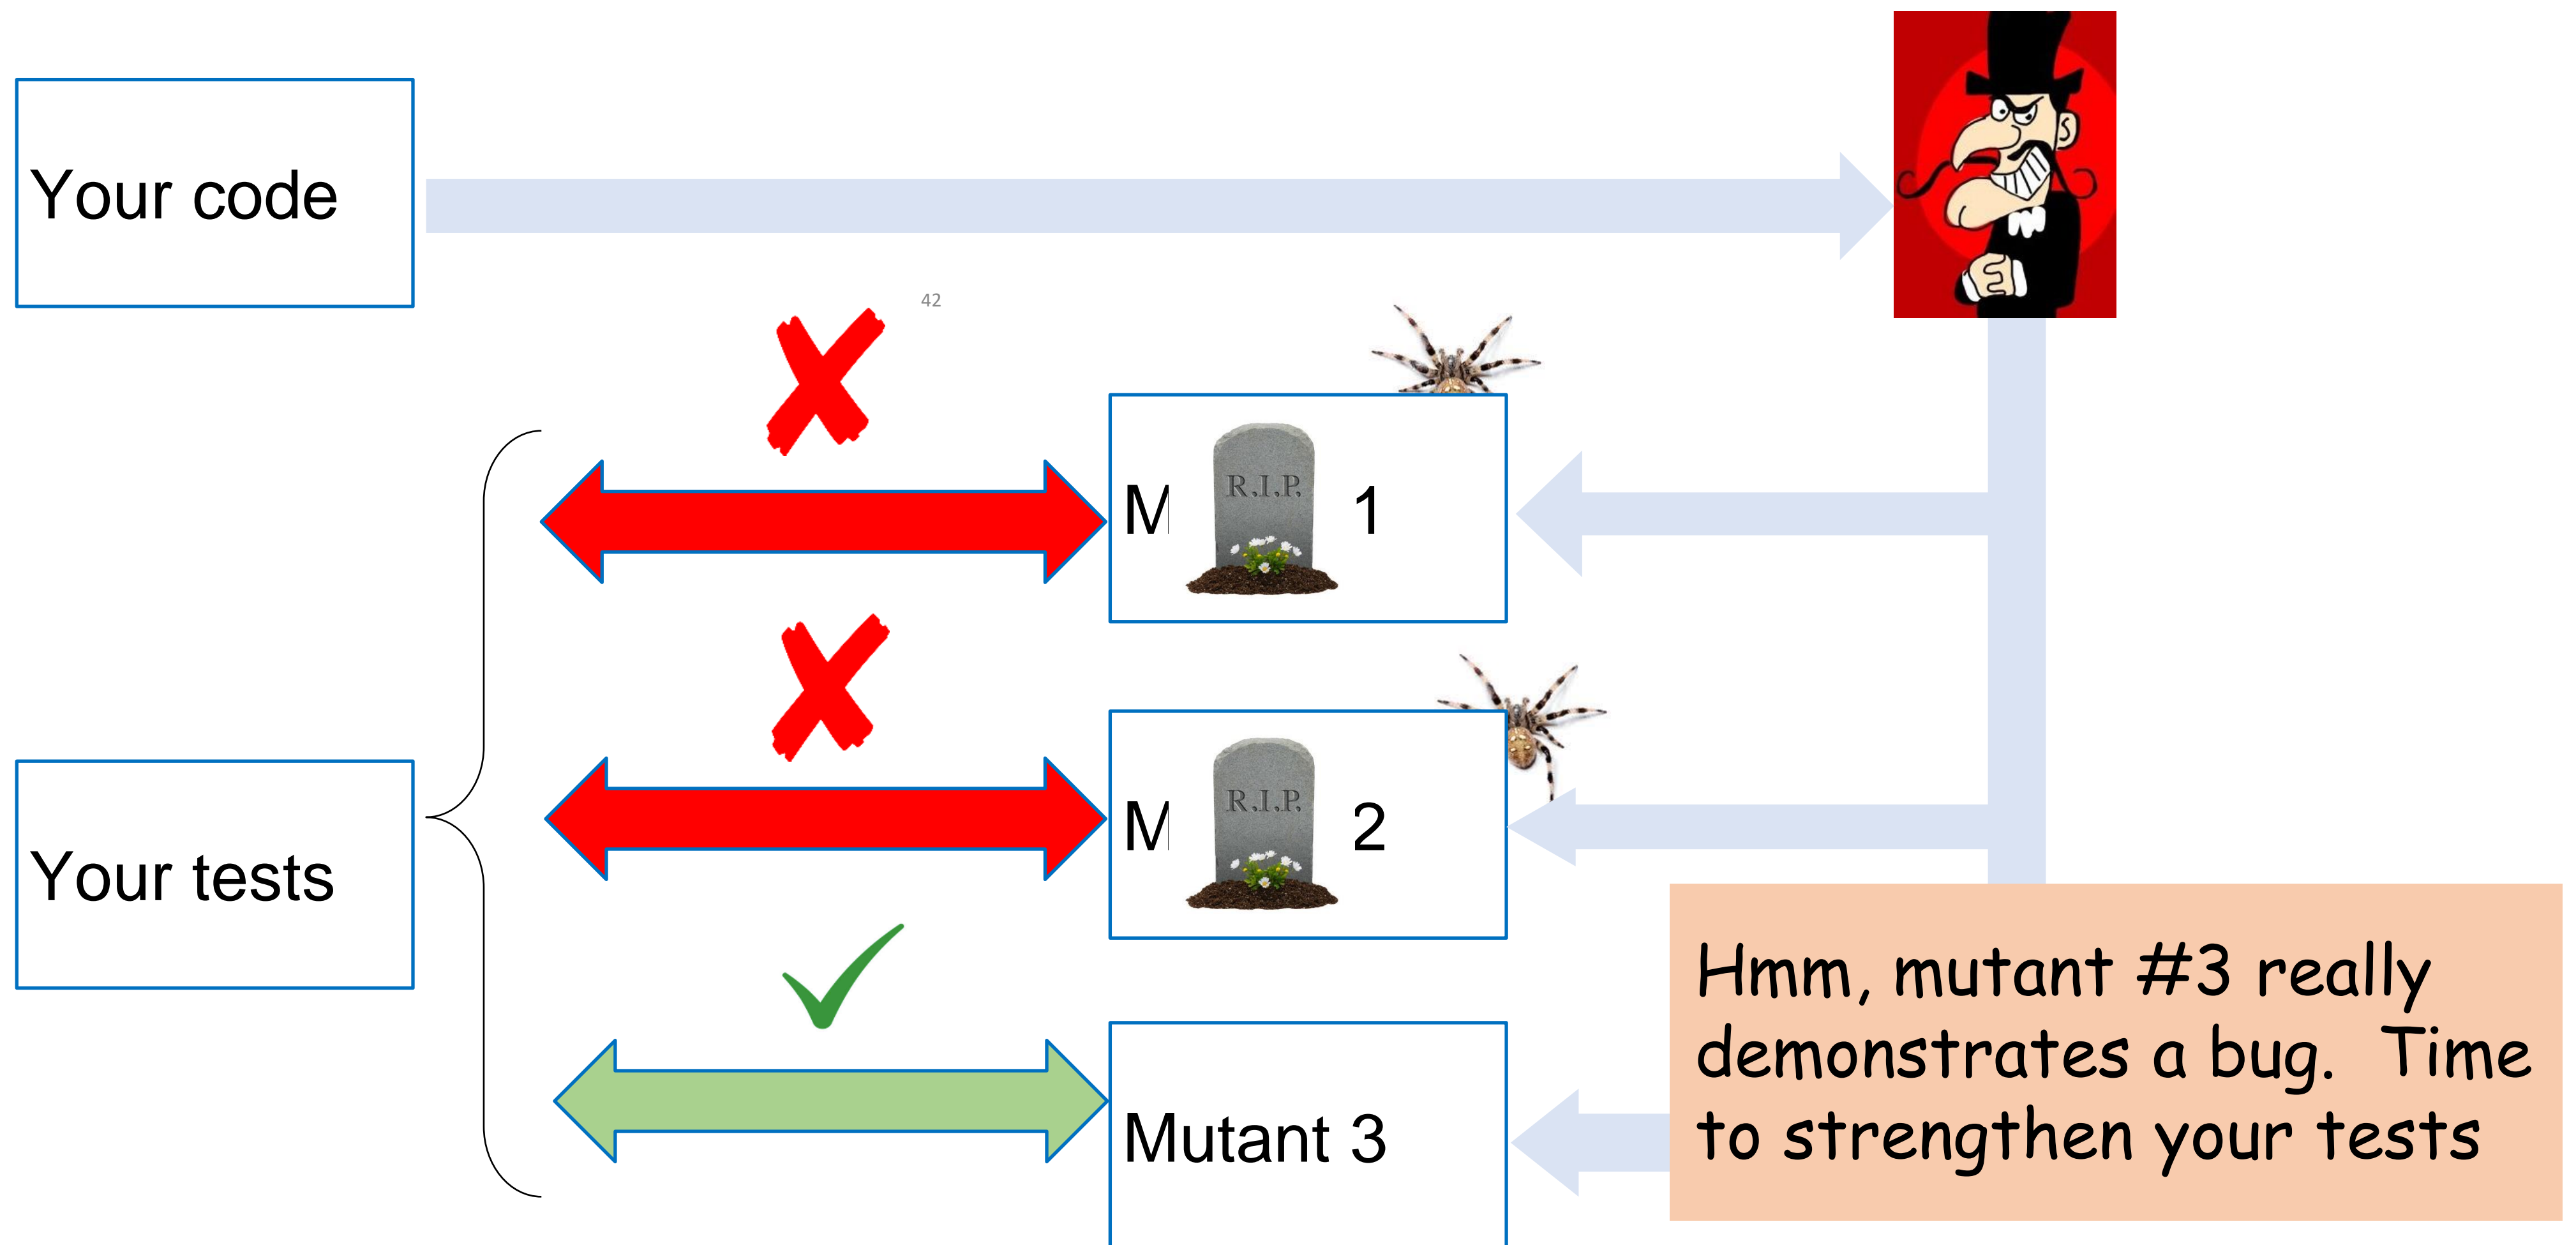 Your code
42
R.I.P.
M 1
R.I.P.
M 2
Your tests
Mutant 3
Hmm, mutant #3 really
demonstrates a bug. Time
to strengthen your tests